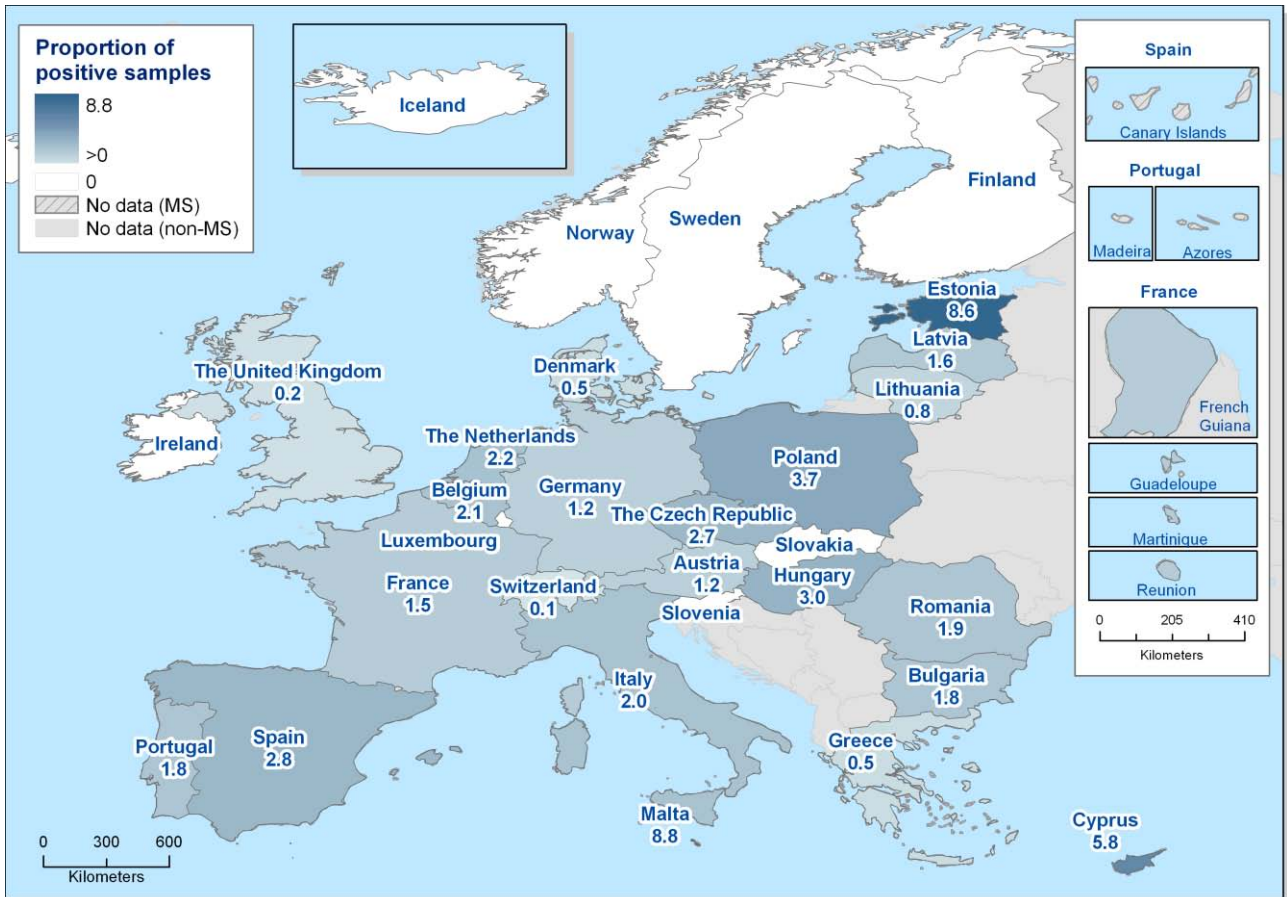 Proportion of
positive samples
8.8
>0
0
No data (MS)
No data (non-MS)
Iceland
Norway
Sweden
Finland
Estonia
8.6
Latvia
1.6
Lithuania
0.8
The United Kingdom
0.2
Ireland
Denmark
0.5
The Netherlands
2.2
Belgium
2.1
Luxembourg
Germany
1.2
Poland
3.7
The Czech Republic
2.7
Slovakia
Austria
1.2
Hungary
3.0
France
1.5
Switzerland
0.1
Slovenia
Romania
1.9
Bulgaria
1.8
Italy
2.0
Portugal
1.8
Spain
2.8
Greece
0.5
Malta
8.8
Cyprus
5.8
0 300 600
Kilometers
Spain
Canary Islands
Portugal
Madeira
Azores
France
French
Guiana
Guadeloupe
Martinique
Reunion
0 205 410
Kilometers